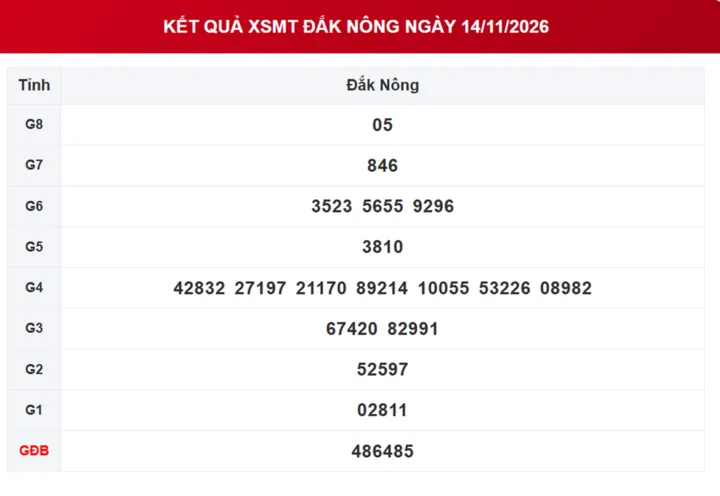 KẾT QUẢ XSMT ĐẮK NÔNG NGÀY 14/11/2026
Tỉnh Đắk Nông
G8 05
G7 846
G6 3523 5655 9296
G5 3810
G4 42832 27197 21170 89214 10055 53226 08982
G3 67420 82991
G2 52597
G1 02811
GĐB 486485